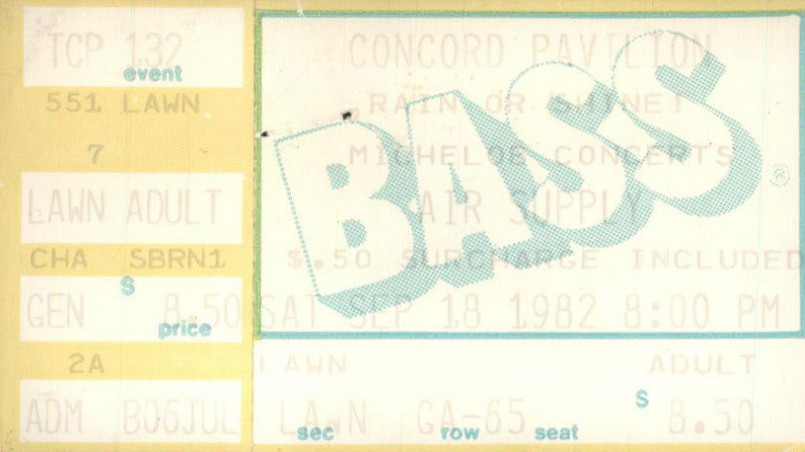 TCP 132
event
551 LAWN
7
LAWN ADULT
CHA SBRN1
$
GEN 8.50
price
2A
ADM B06JUL
CONCORD PAVILION
RAIN OR SHINE!
MICHELOB CONCERTS
AIR SUPPLY
$.50 SURCHARGE INCLUDED
SAT SEP 18 1982 8:00 PM
BASS
®
LAWN ADULT
$
LAWN GA-65 8.50
sec row seat